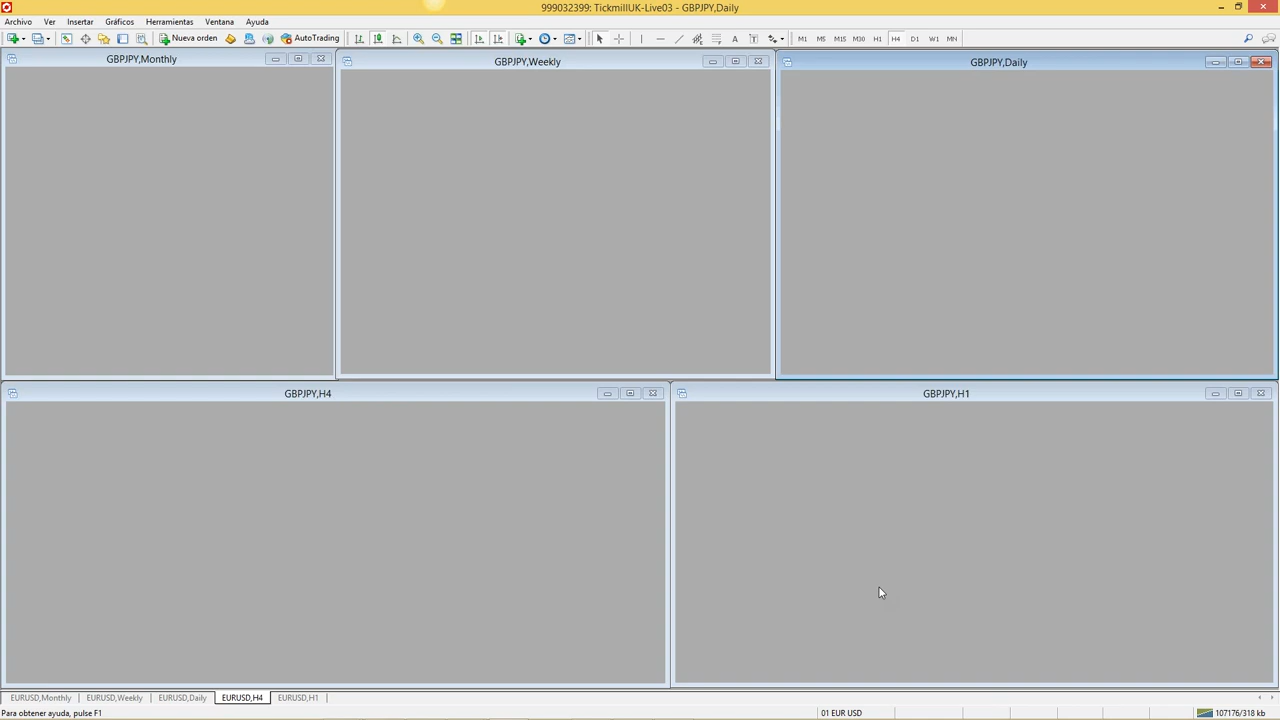 999032399: TickmillUK-Live03 - GBPJPY,Daily
Archivo Ver Insertar Gráficos Herramientas Ventana Ayuda
Nueva orden AutoTrading A T M1 M5 M15 M30 H1 H4 D1 W1 MN
GBPJPY,Monthly
GBPJPY,Weekly
GBPJPY,Daily
GBPJPY,H4
GBPJPY,H1
EURUSD,Monthly EURUSD,Weekly EURUSD,Daily EURUSD,H4 EURUSD,H1
Para obtener ayuda, pulse F1 01 EUR USD 107176/318 kb